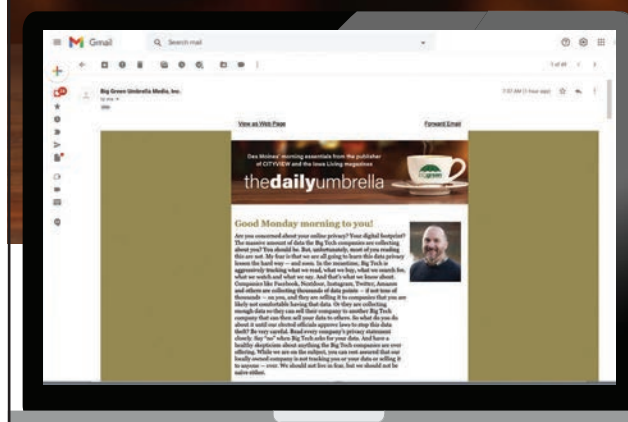 Gmail
Search mail
1 of 49
Big Green Umbrella Media, Inc.
to me
7:57 AM (1 hour ago)
View as Web Page
Forward Email
Des Moines' morning essentials from the publisher
of CITYVIEW and the Iowa Living magazines
thedailyumbrella
biggreen
Good Monday morning to you!
Are you concerned about your online privacy? Your digital footprint?
The massive amount of data the Big Tech companies are collecting
about you? You should be. But, unfortunately, most of you reading
this are not. My fear is that we are all going to learn this data privacy
lesson the hard way — and soon. In the meantime, Big Tech is
aggressively tracking what we read, what we buy, what we search for,
what we watch and what we say. And that's what we know about.
Companies like Facebook, Nextdoor, Instagram, Twitter, Amazon
and others are collecting thousands of data points — if not tens of
thousands — on you, and they are selling it to companies that you are
likely not comfortable having that data. Or they are collecting
enough data so they can sell their company to another Big Tech
company that can then sell your data to others. So what do you do
about it until our elected officials approve laws to stop this data
theft? Be very careful. Read every company's privacy statement
closely. Say "no" when Big Tech asks for your data. And have a
healthy skepticism about anything the Big Tech companies are ever
offering. While we are on the subject, you can rest assured that our
locally owned company is not tracking you or your data or selling it
to anyone — ever. We should not live in fear, but we should not be
naive either.